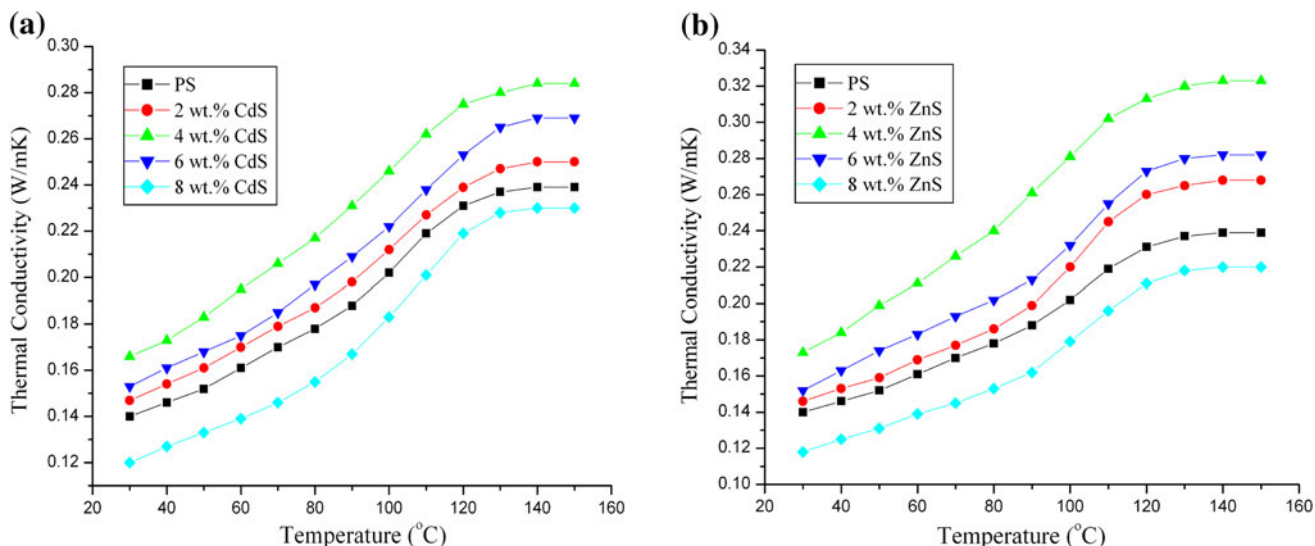 (a)
0.30
0.28
0.26
0.24
0.22
0.20
0.18
0.16
0.14
0.12
Thermal Conductivity (W/mK)
PS
2 wt.% CdS
4 wt.% CdS
6 wt.% CdS
8 wt.% CdS
20 40 60 80 100 120 140 160
Temperature (°C)
(b)
0.34
0.32
0.30
0.28
0.26
0.24
0.22
0.20
0.18
0.16
0.14
0.12
0.10
Thermal Conductivity (W/mK)
PS
2 wt.% ZnS
4 wt.% ZnS
6 wt.% ZnS
8 wt.% ZnS
20 40 60 80 100 120 140 160
Temperature (°C)